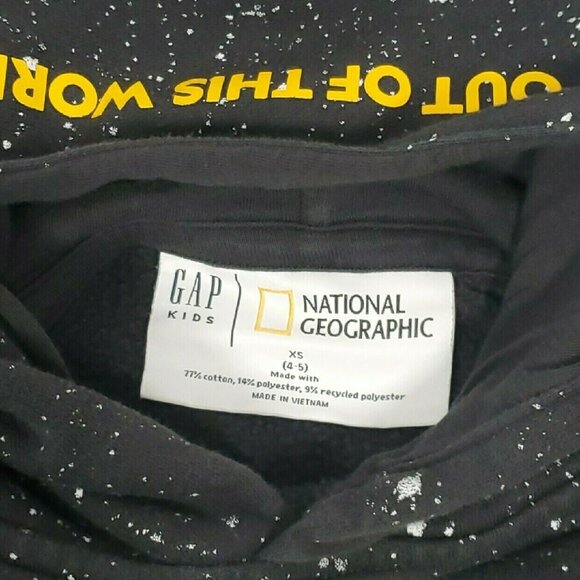 OUT OF THIS WORL
GAP
KIDS
NATIONAL
GEOGRAPHIC
XS
(4-5)
Made with
77% cotton, 14% polyester, 9% recycled polyester
MADE IN VIETNAM